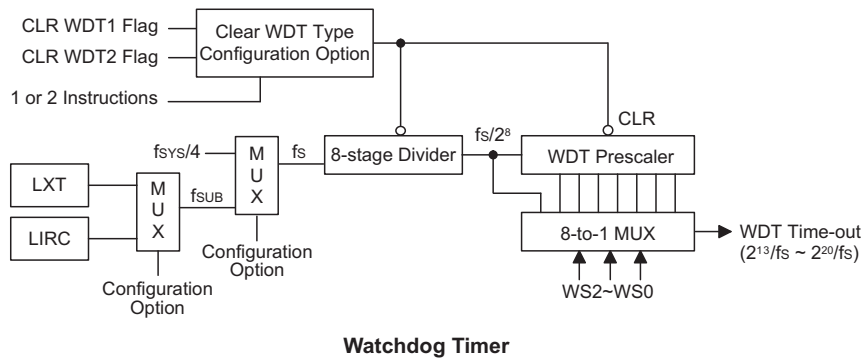 CLR WDT1 Flag
CLR WDT2 Flag
1 or 2 Instructions
Clear WDT Type
Configuration Option
CLR
fSYS/4
M
U
X
fS
8-stage Divider
fS/2⁸
WDT Prescaler
LXT
LIRC
M
U
X
fSUB
Configuration
Option
Configuration
Option
8-to-1 MUX
WDT Time-out
(2¹³/fS ~ 2²⁰/fS)
WS2~WS0
Watchdog Timer